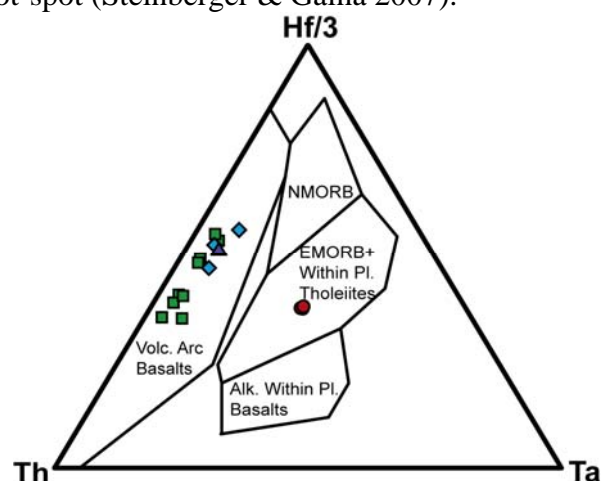 ot-spot (Steinberger & Gaina 2007).
Hf/3
NMORB
EMORB+
Within Pl.
Tholeiites
Volc. Arc
Basalts
Alk. Within Pl.
Basalts
Th
Ta